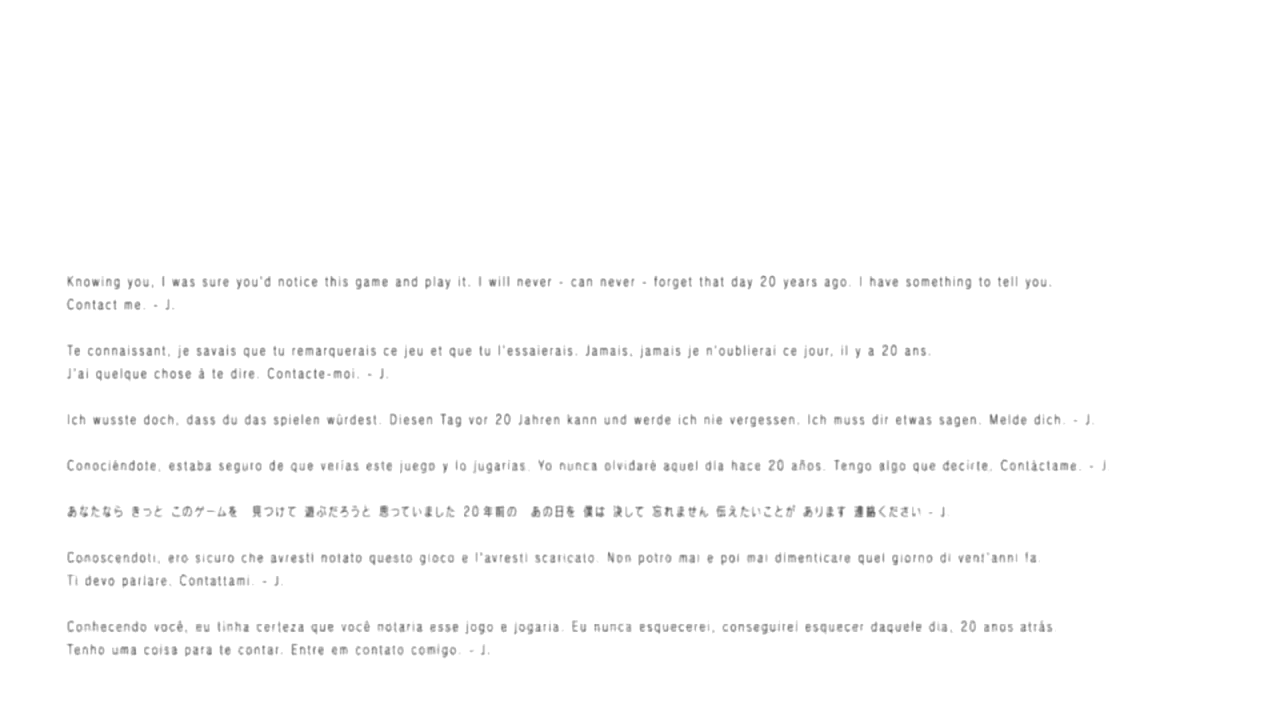 Knowing you, I was sure you'd notice this game and play it. I will never - can never - forget that day 20 years ago. I have something to tell you.
Contact me. - J.
Te connaissant, je savais que tu remarquerais ce jeu et que tu l'essaierais. Jamais, jamais je n'oublierai ce jour, il y a 20 ans.
J'ai quelque chose à te dire. Contacte-moi. - J.
Ich wusste doch, dass du das spielen würdest. Diesen Tag vor 20 Jahren kann und werde ich nie vergessen. Ich muss dir etwas sagen. Melde dich. - J.
Conociéndote, estaba seguro de que verías este juego y lo jugarías. Yo nunca olvidaré aquel día hace 20 años. Tengo algo que decirte. Contáctame. - J
あなたなら きっと このゲームを 見つけて 遊ぶだろうと 思っていました 20年前の あの日を 僕は 決して 忘れません 伝えたいことが あります 連絡ください - J
Conoscendoti, ero sicuro che avresti notato questo gioco e l'avresti scaricato. Non potro mai e poi mai dimenticare quel giorno di vent'anni fa.
Ti devo parlare. Contattami. - J.
Conhecendo você, eu tinha certeza que você notaria esse jogo e jogaria. Eu nunca esquecerei, conseguirei esquecer daquele dia, 20 anos atrás
Tenho uma coisa para te contar. Entre em contato comigo. - J.